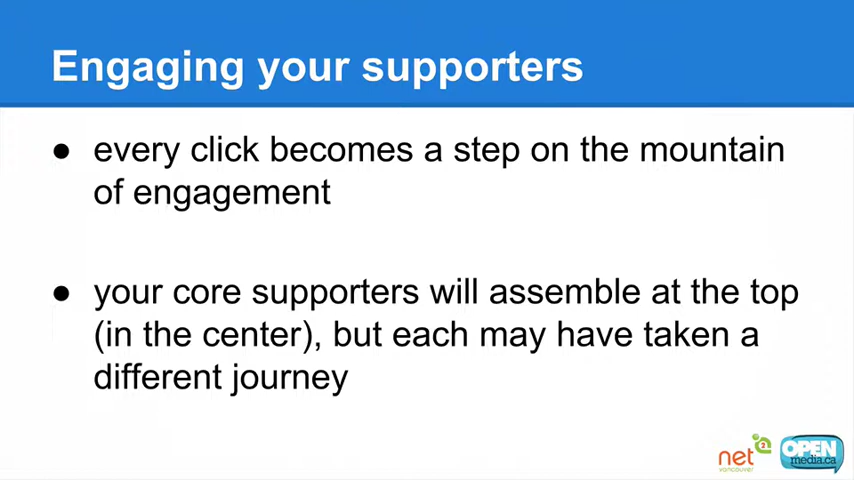 Engaging your supporters
● every click becomes a step on the mountain
of engagement
● your core supporters will assemble at the top
(in the center), but each may have taken a
different journey
net2
vancouver
OPEN
media.ca